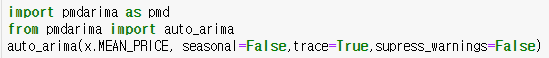 import pmdarima as pmd
from pmdarima import auto_arima
auto_arima(x.MEAN_PRICE, seasonal=False,trace=True,supress_warnings=False)